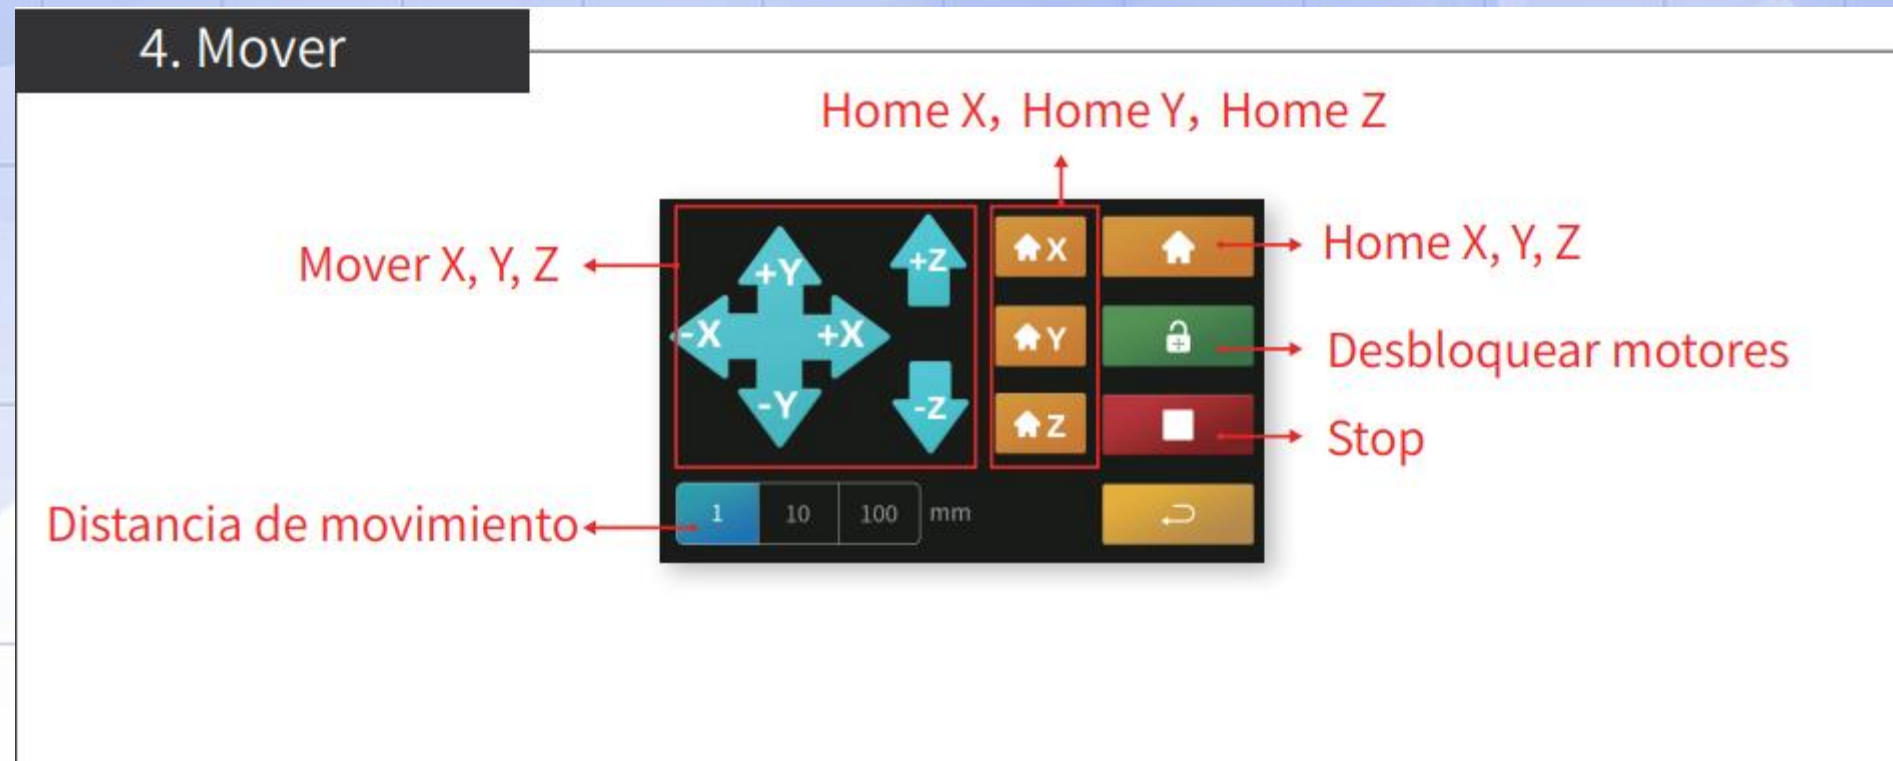 4. Mover
Home X, Home Y, Home Z
Mover X, Y, Z
+Y
+Z
X
Home X, Y, Z
-X
+X
Y
Desbloquear motores
-Y
-Z
Z
Stop
Distancia de movimiento
1 10 100 mm